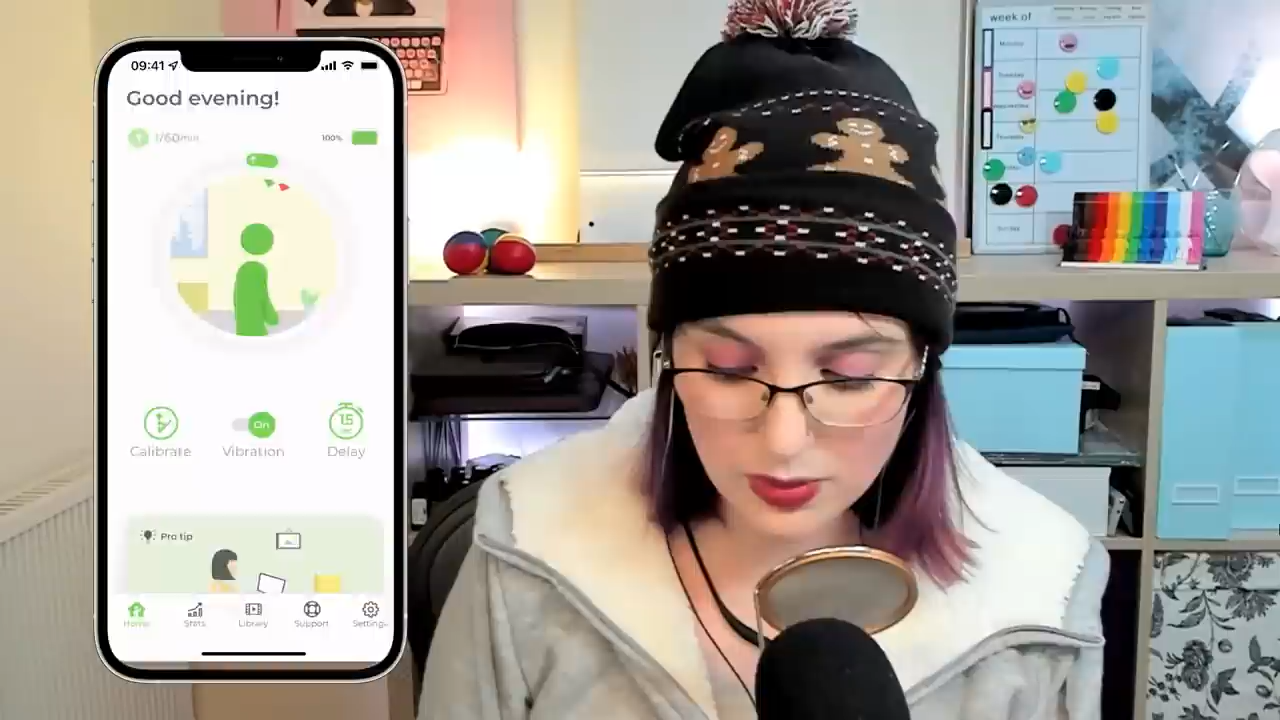 09:41
Good evening!
1/60min
100%
On
15
sec
Calibrate
Vibration
Delay
Pro tip
Home
Stats
Library
Support
Settings
week of
Monday
Tuesday
Wednesday
Thursday
Sunday